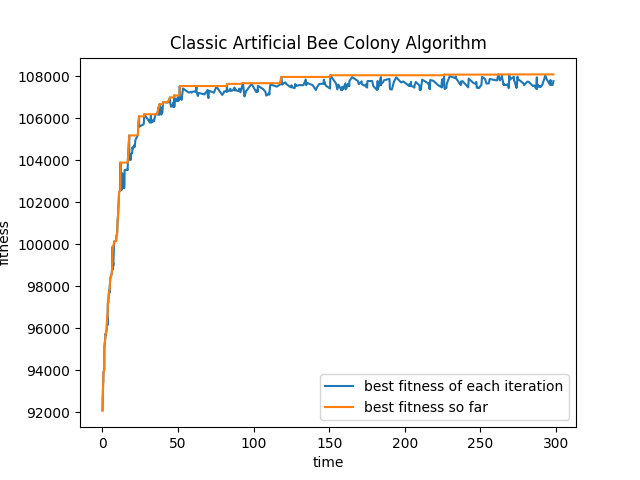 Classic Artificial Bee Colony Algorithm
108000
106000
104000
102000
100000
98000
96000
94000
92000
fitness
best fitness of each iteration
best fitness so far
0 50 100 150 200 250 300
time